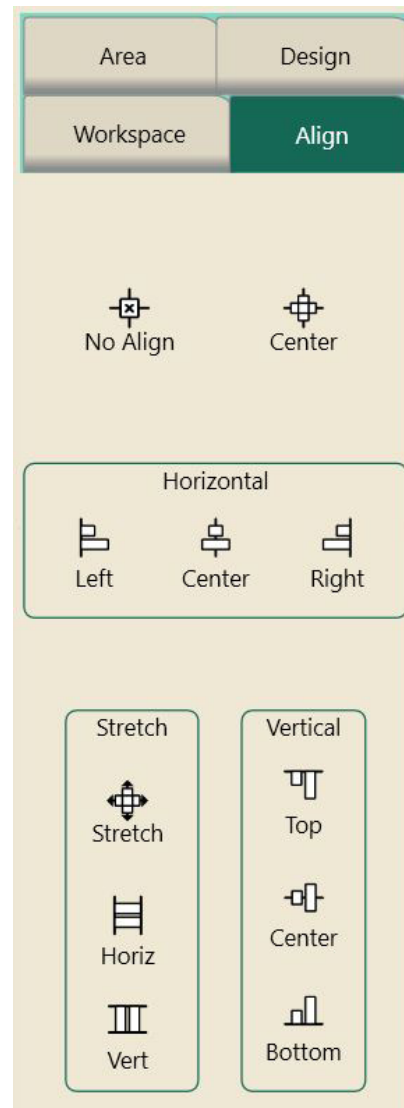 Area
Design
Workspace
Align
No Align
Center
Horizontal
Left
Center
Right
Stretch
Stretch
Horiz
Vert
Vertical
Top
Center
Bottom